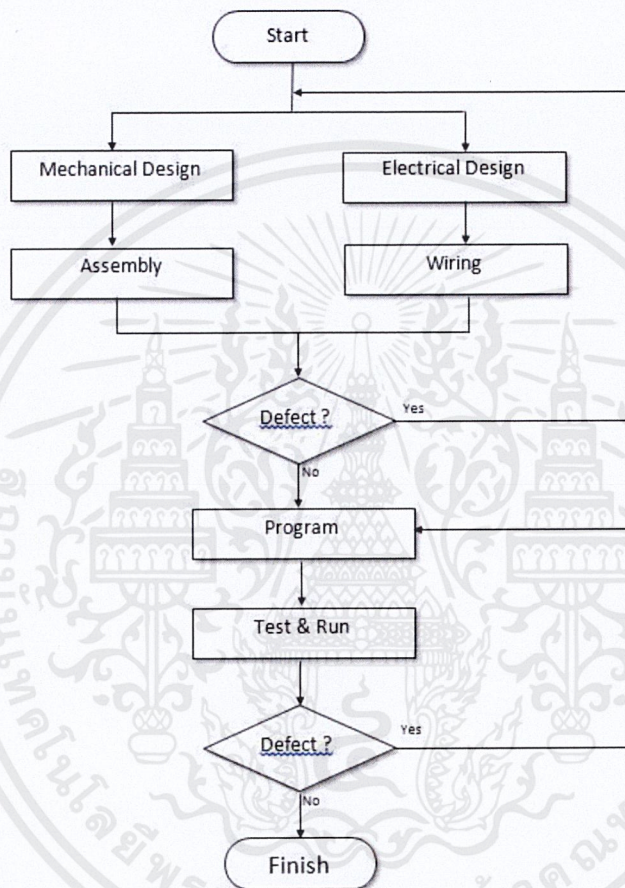 Start
Mechanical Design
Electrical Design
Assembly
Wiring
Defect ?
Yes
No
Program
Test & Run
Defect ?
Yes
No
Finish